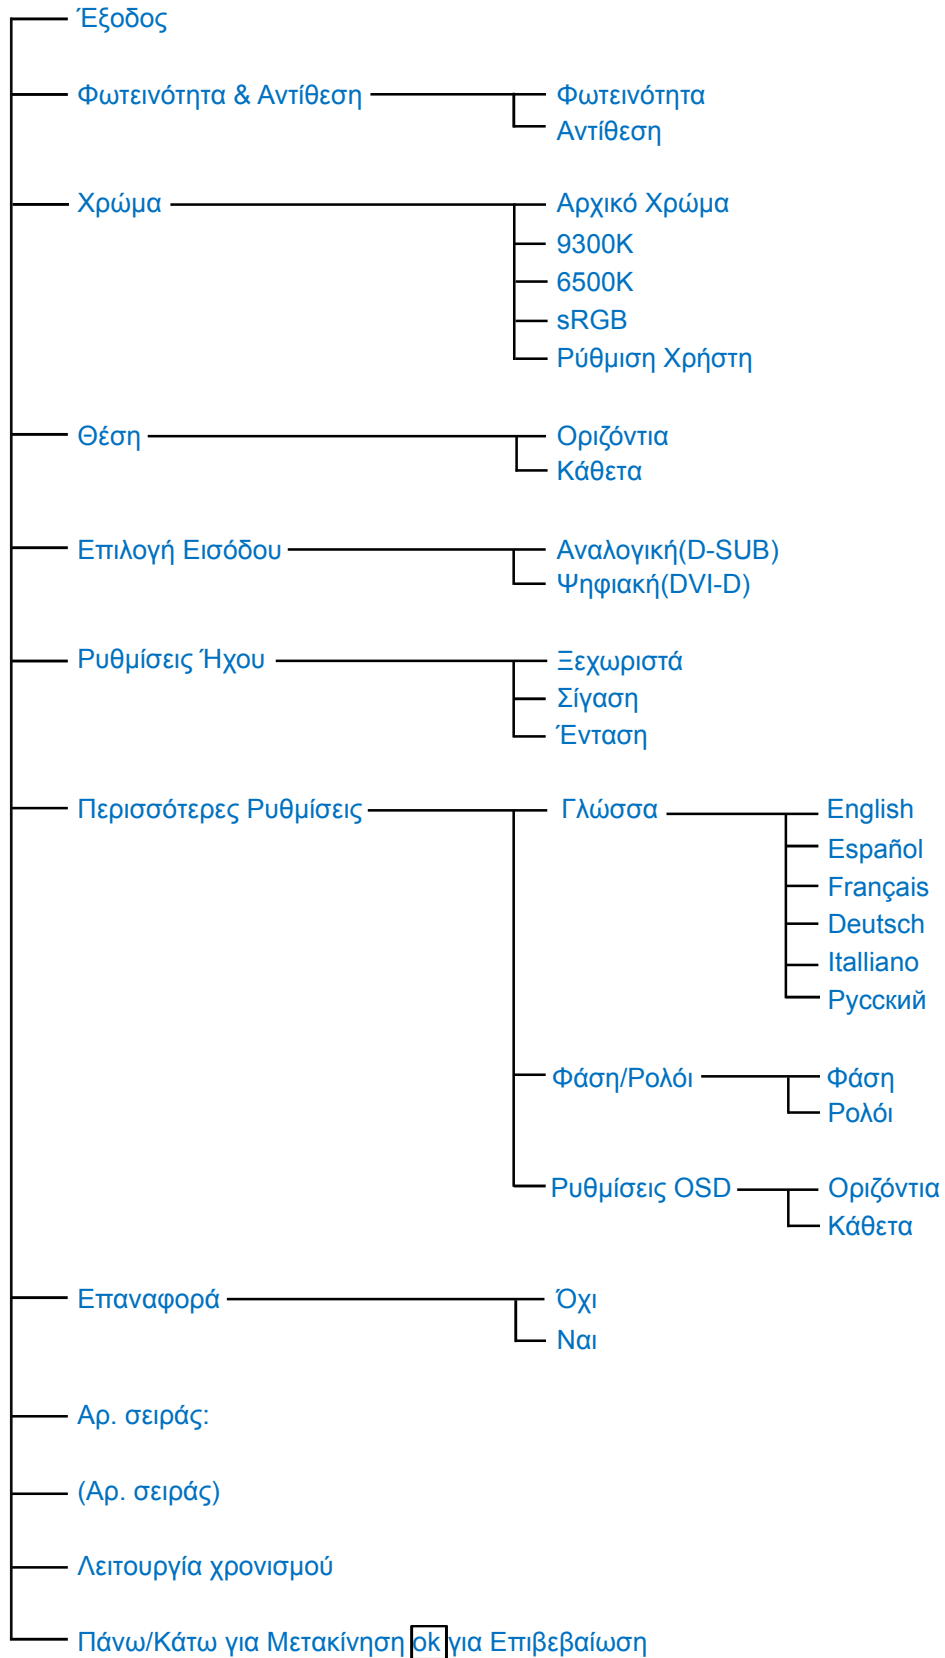 Έξοδος
Φωτεινότητα & Αντίθεση
Φωτεινότητα
Αντίθεση
Χρώμα
Αρχικό Χρώμα
9300K
6500K
sRGB
Ρύθμιση Χρήστη
Θέση
Οριζόντια
Κάθετα
Επιλογή Εισόδου
Αναλογική(D-SUB)
Ψηφιακή(DVI-D)
Ρυθμίσεις Ήχου
Ξεχωριστά
Σίγαση
Ένταση
Περισσότερες Ρυθμίσεις
Γλώσσα
English
Español
Français
Deutsch
Italliano
Русский
Φάση/Ρολόι
Φάση
Ρολόι
Ρυθμίσεις OSD
Οριζόντια
Κάθετα
Επαναφορά
Όχι
Ναι
Αρ. σειράς:
(Αρ. σειράς)
Λειτουργία χρονισμού
Πάνω/Κάτω για Μετακίνηση ok για Επιβεβαίωση